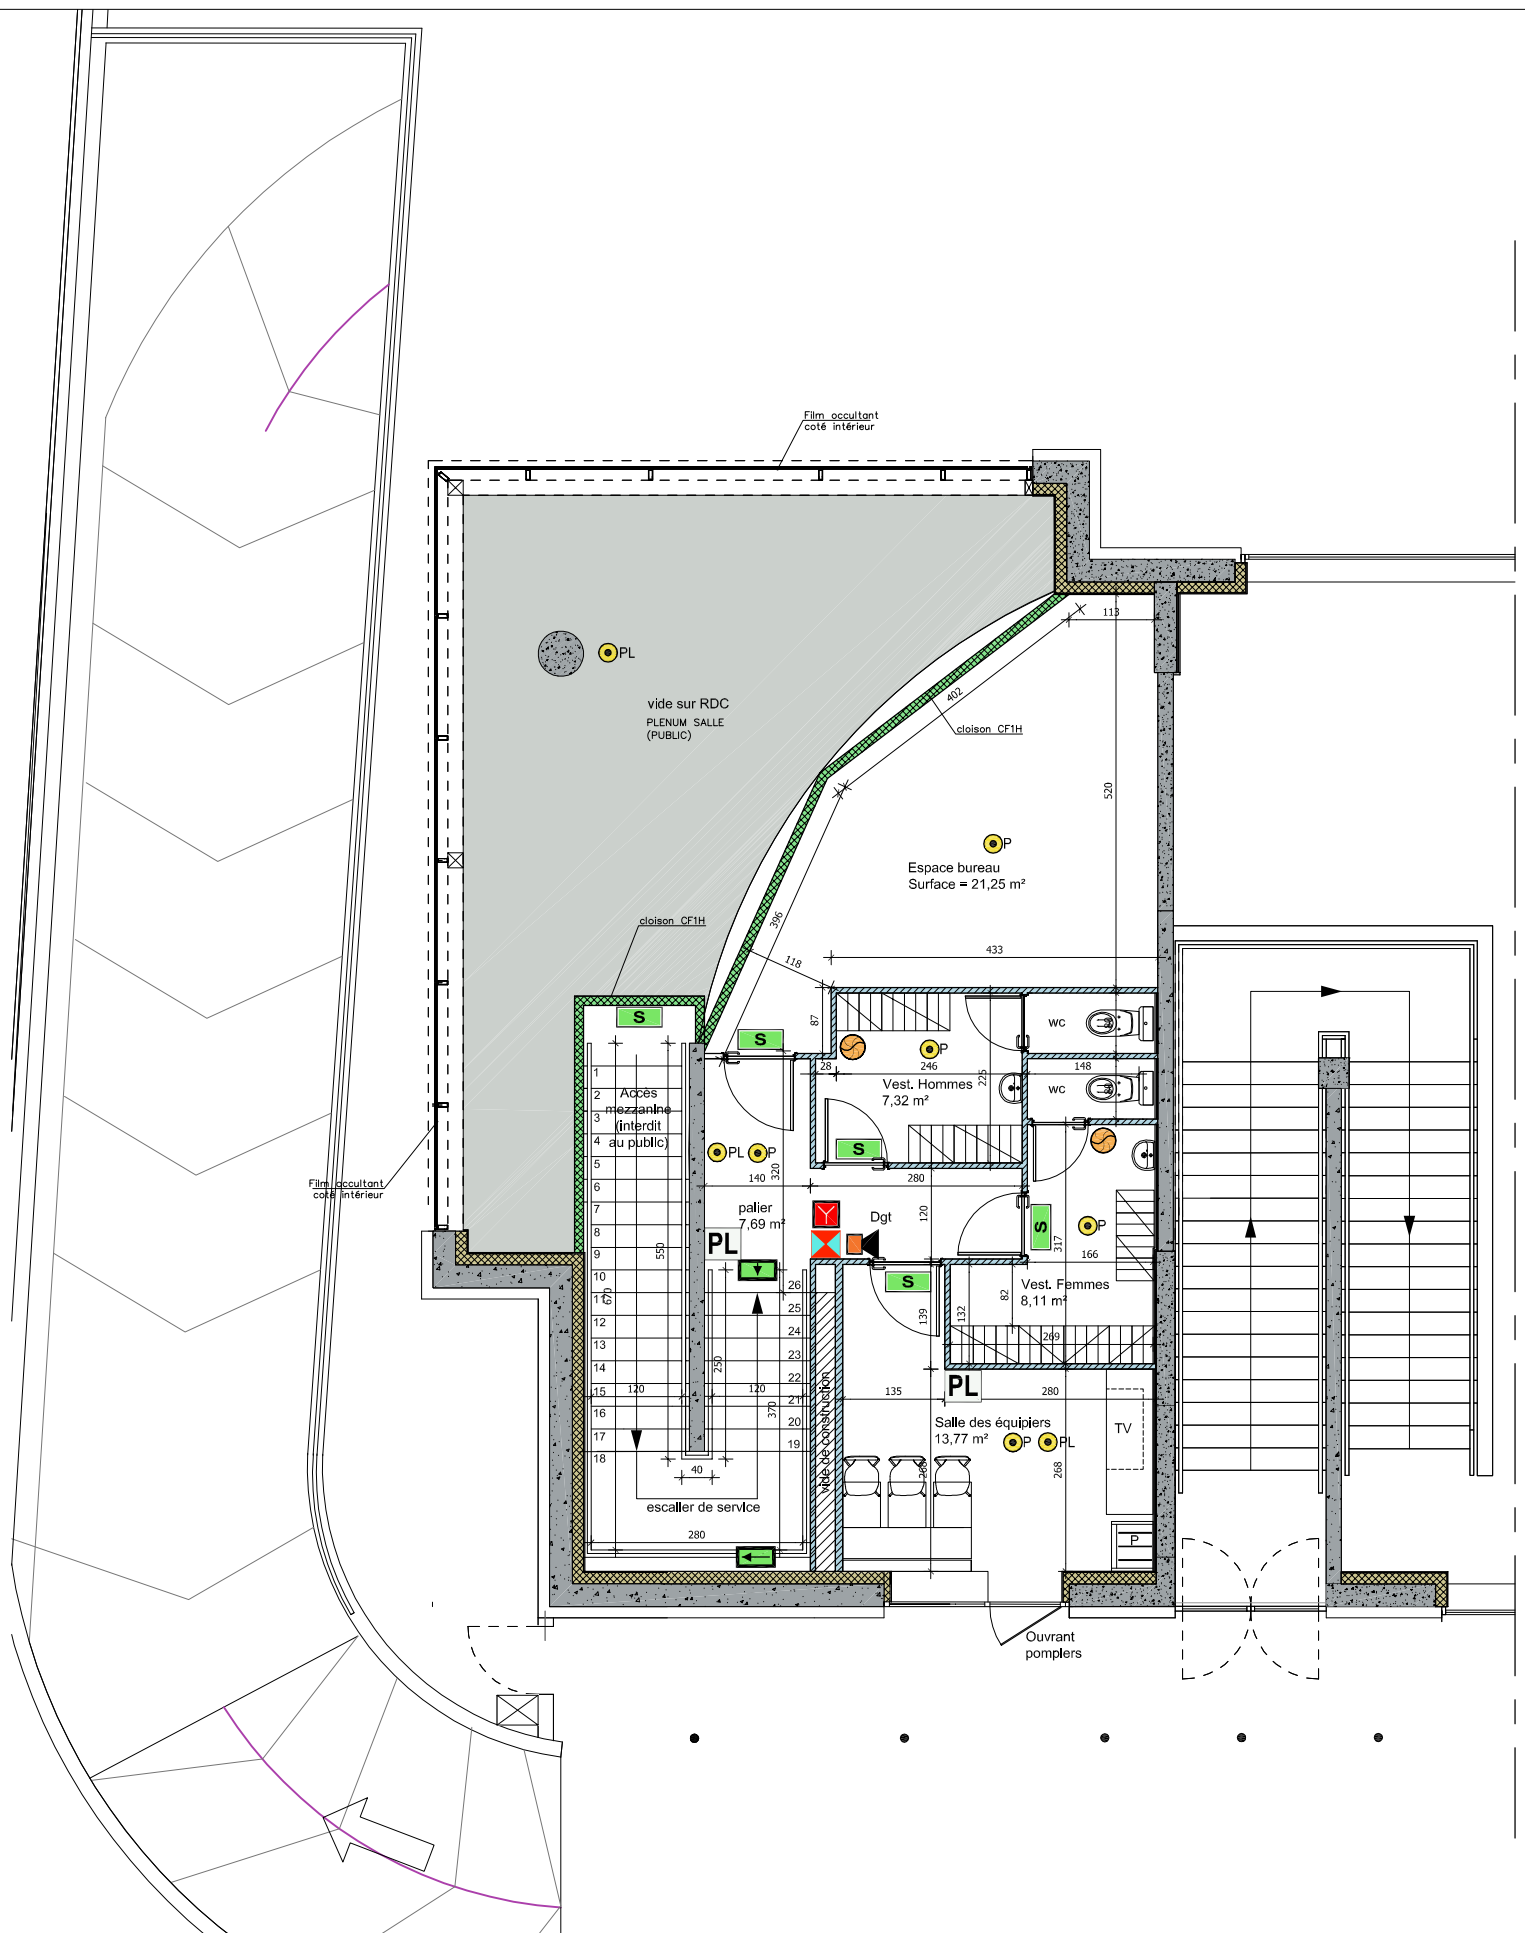 Film occultant
coté intérieur
113
PL
402
vide sur RDC
PLENUM SALLE
(PUBLIC)
cloison CF1H
520
P
Espace bureau
Surface = 21,25 m²
396
cloison CF1H
433
118
S
87
S
WC
P
28
246
225
148
Vest. Hommes
7,32 m²
WC
1
2
3
4
5
6
7
8
9
10
11
12
13
14
15
16
17
18
Accès
mezzanine
(interdit
au public)
PL
P
320
S
140
280
Film occultant
coté intérieur
palier
7,69 m²
Dgt
120
S
317
P
166
PL
550
670
S
Vest. Femmes
8,11 m²
82
132
139
269
26
25
24
23
22
21
20
19
250
120
120
370
vide de construction
135
PL
280
Salle des équipiers
13,77 m²
P
PL
TV
268
268
40
escalier de service
280
P
Ouvrant
pompiers